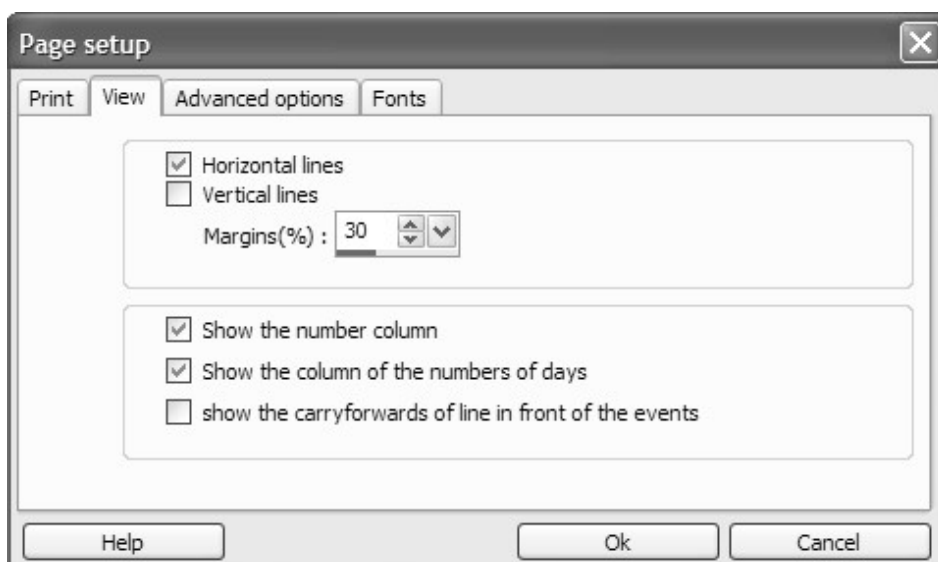 Page setup
Print View Advanced options Fonts
Horizontal lines
Vertical lines
Margins(%) : 30
Show the number column
Show the column of the numbers of days
show the carryforwards of line in front of the events
Help Ok Cancel